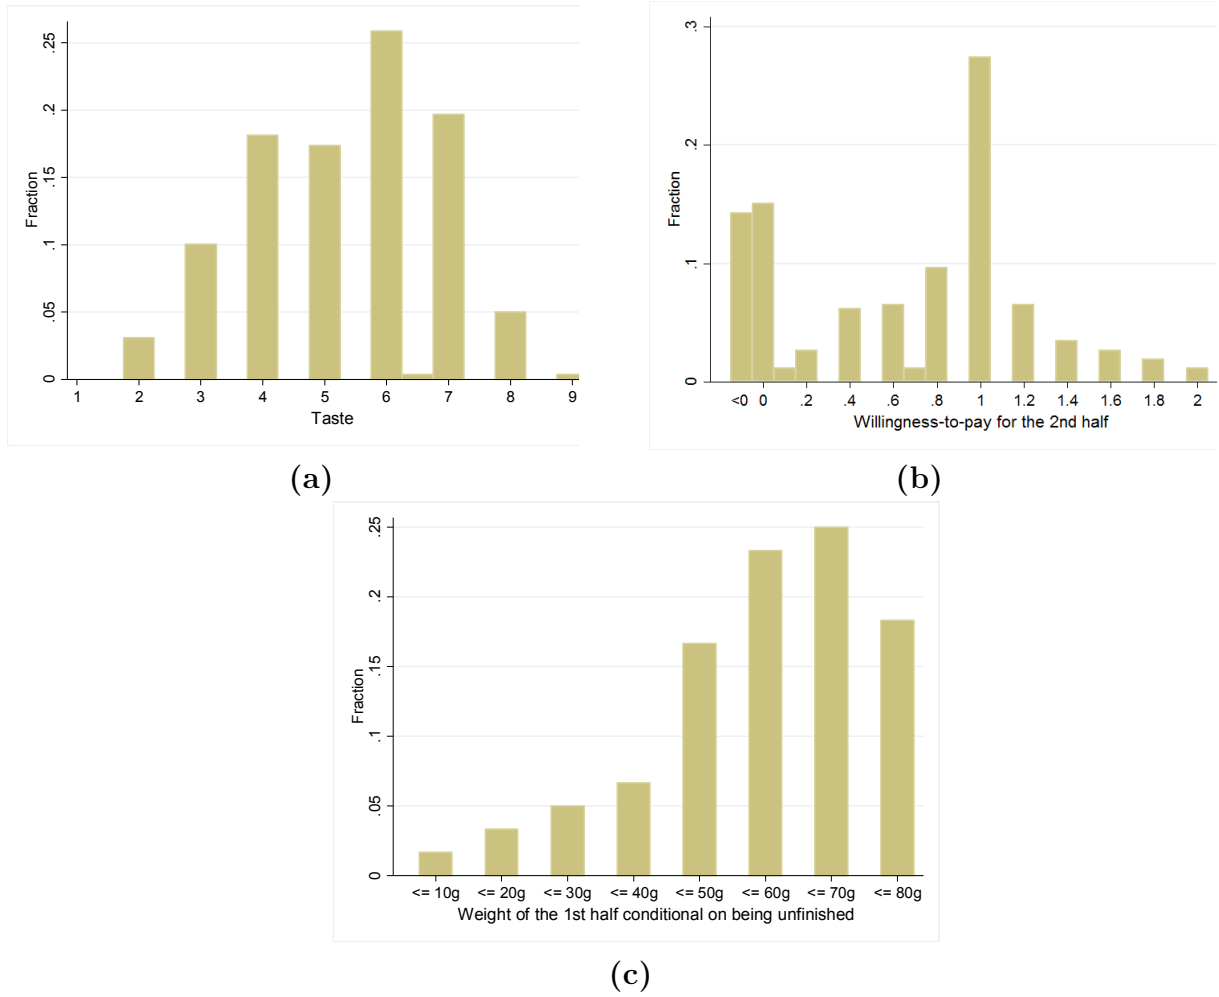 .25
.2
.15
.1
.05
0
Fraction
1 2 3 4 5 6 7 8 9
Taste
(a)
.3
.2
.1
0
Fraction
<0 0 .2 .4 .6 .8 1 1.2 1.4 1.6 1.8 2
Willingness-to-pay for the 2nd half
(b)
.25
.2
.15
.1
.05
0
Fraction
<= 10g <= 20g <= 30g <= 40g <= 50g <= 60g <= 70g <= 80g
Weight of the 1st half conditional on being unfinished
(c)